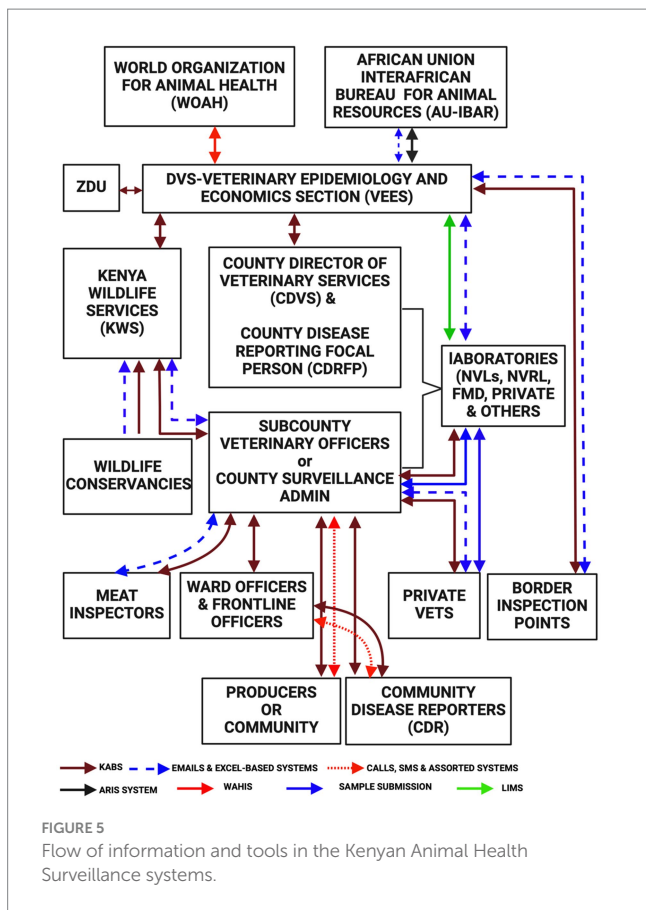 WORLD ORGANIZATION
FOR ANIMAL HEALTH
(WOAH)
AFRICAN UNION
INTERAFRICAN
BUREAU FOR ANIMAL
RESOURCES (AU-IBAR)
ZDU
DVS-VETERINARY EPIDEMIOLOGY AND
ECONOMICS SECTION (VEES)
KENYA
WILDLIFE
SERVICES
(KWS)
COUNTY DIRECTOR OF
VETERINARY SERVICES
(CDVS) &
COUNTY DISEASE
REPORTING FOCAL
PERSON (CDRFP)
lABORATORIES
(NVLs, NVRL,
FMD, PRIVATE
& OTHERS
WILDLIFE
CONSERVANCIES
SUBCOUNTY
VETERINARY OFFICERS
or
COUNTY SURVEILLANCE
ADMIN
MEAT
INSPECTORS
WARD OFFICERS
& FRONTLINE
OFFICERS
PRIVATE
VETS
BORDER
INSPECTION
POINTS
PRODUCERS
OR
COMMUNITY
COMMUNITY
DISEASE REPORTERS
(CDR)
KABS EMAILS & EXCEL-BASED SYSTEMS CALLS, SMS & ASSORTED SYSTEMS
ARIS SYSTEM WAHIS SAMPLE SUBMISSION LIMS
FIGURE 5
Flow of information and tools in the Kenyan Animal Health
Surveillance systems.